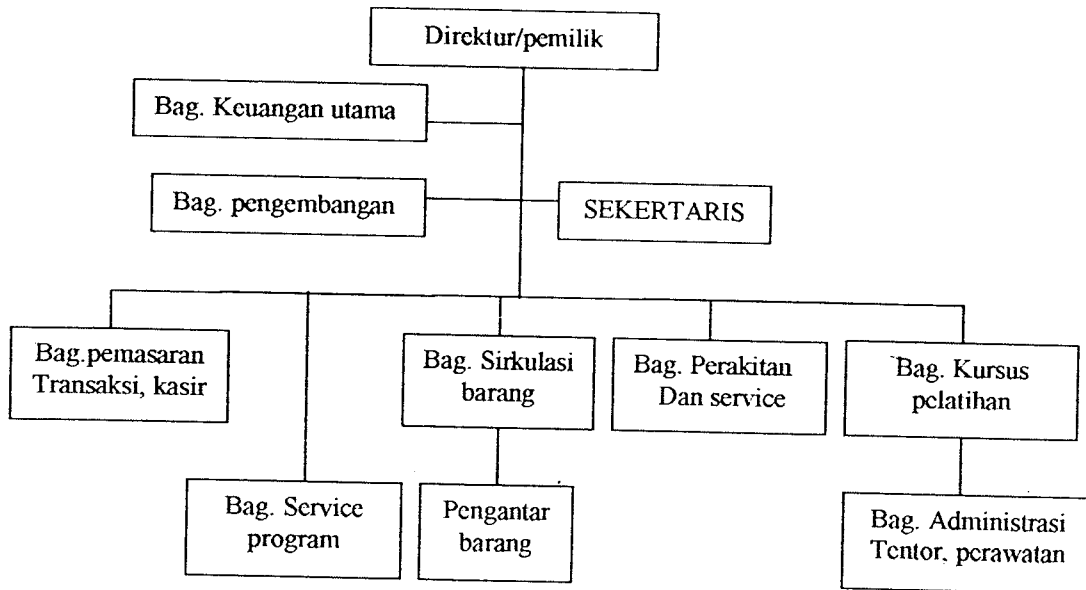 Direktur/pemilik
Bag. Keuangan utama
Bag. pengembangan
SEKERTARIS
Bag.pemasaran
Transaksi, kasir
Bag. Sirkulasi
barang
Bag. Perakitan
Dan service
Bag. Kursus
pelatihan
Bag. Service
program
Pengantar
barang
Bag. Administrasi
Tentor, perawatan